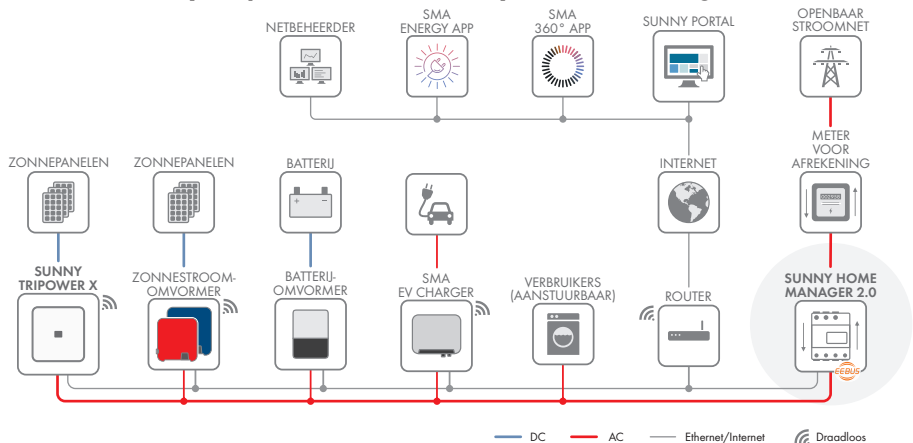 NETBEHEERDER
SMA
ENERGY APP
SMA
360° APP
SUNNY PORTAL
OPENBAAR
STROOMNET
ZONNEPANELEN
ZONNEPANELEN
BATTERIJ
INTERNET
METER
VOOR
AFREKENING
SUNNY
TRIPOWER X
ZONNESTROOM-
OMVORMER
BATTERIJ-
OMVORMER
SMA
EV CHARGER
VERBRUIKERS
(AANSTUURBAAR)
ROUTER
SUNNY HOME
MANAGER 2.0
EEBUS
DC
AC
Ethernet/Internet
Draadloos